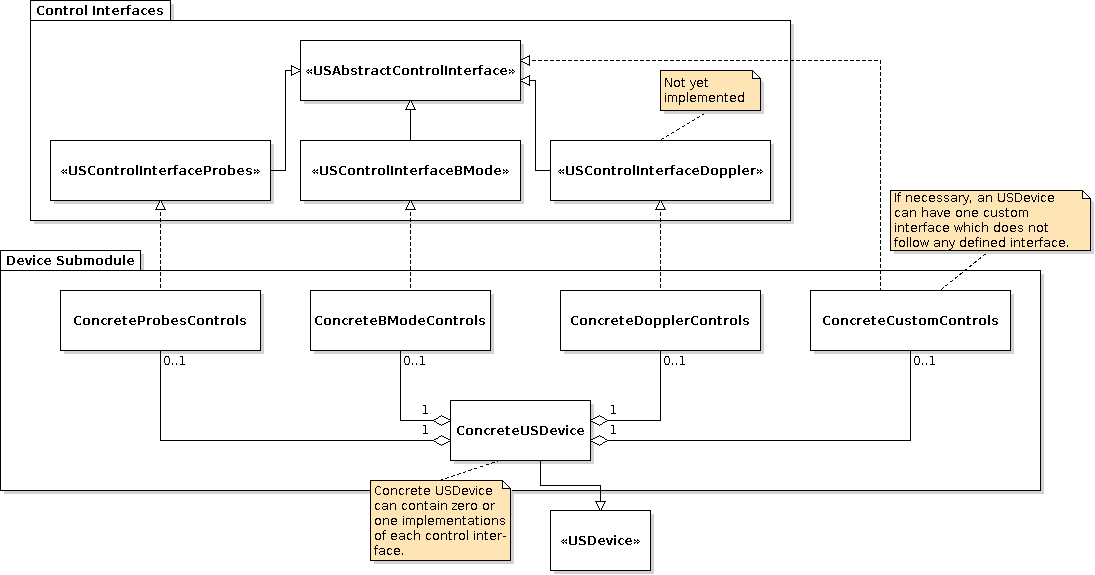 Control Interfaces
«USAbstractControlInterface»
Not yet
implemented
«USControlInterfaceProbes»
«USControlInterfaceBMode»
«USControlInterfaceDoppler»
If necessary, an USDevice
can have one custom
interface which does not
follow any defined interface.
Device Submodule
ConcreteProbesControls
ConcreteBModeControls
ConcreteDopplerControls
ConcreteCustomControls
0..1
0..1
0..1
0..1
1
1
1
1
ConcreteUSDevice
Concrete USDevice
can contain zero or
one implementations
of each control inter-
face.
«USDevice»